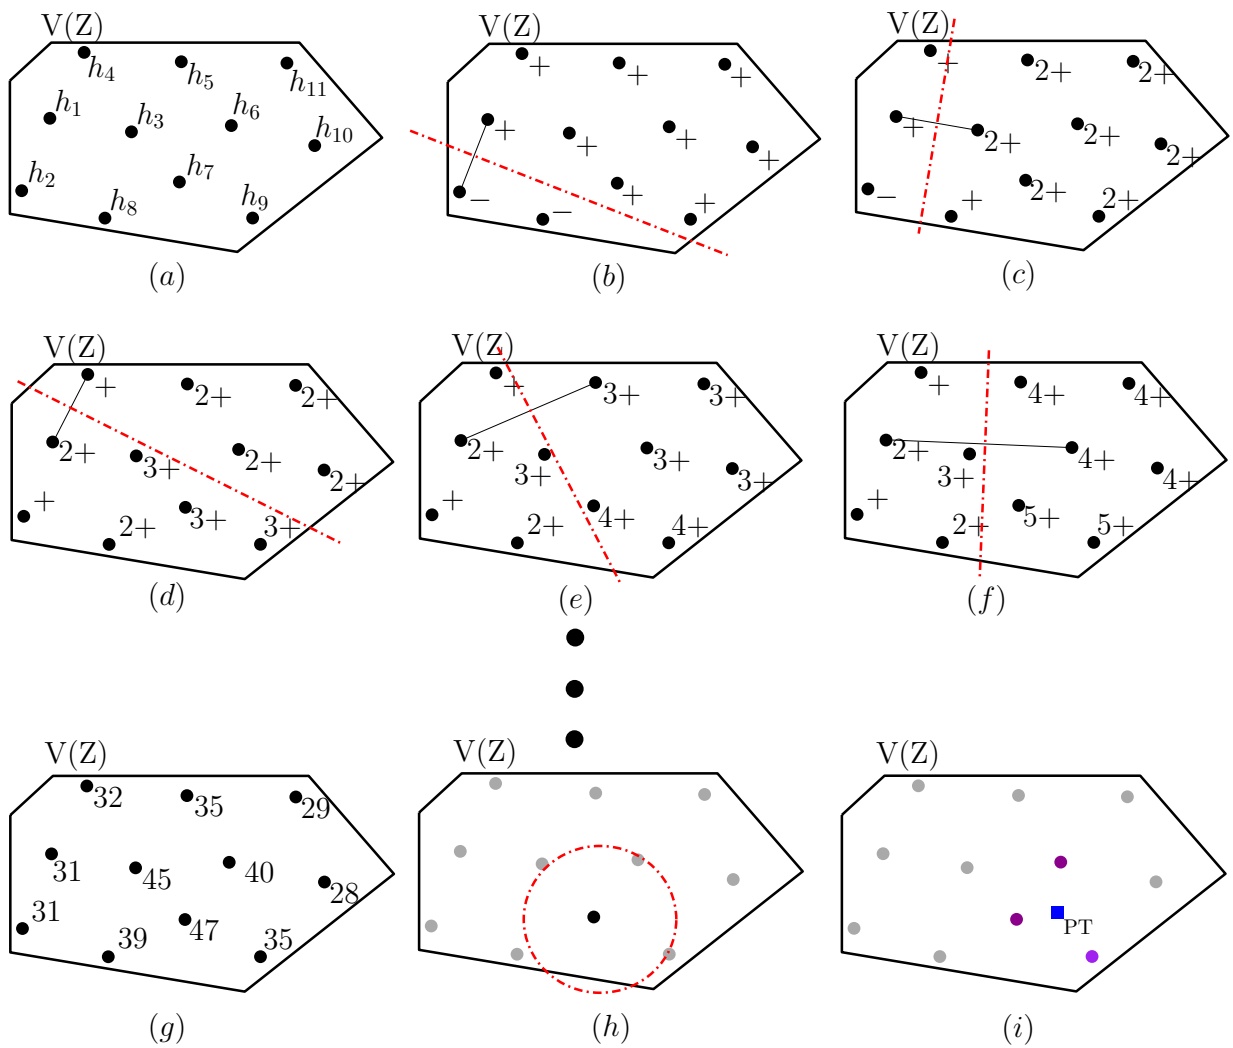 V(Z)
h₄
h₅
h₁₁
h₁
h₃
h₆
h₁₀
h₂
h₇
h₈
h₉
(a)
V(Z)
+
+
+
+
+
+
+
−
−
+
+
(b)
V(Z)
+
2+
2+
+
2+
2+
2+
−
2+
+
2+
(c)
V(Z)
+
2+
2+
2+
3+
2+
2+
+
2+
3+
3+
(d)
V(Z)
+
3+
3+
2+
3+
3+
3+
+
2+
4+
4+
(e)
V(Z)
+
4+
4+
2+
3+
4+
4+
+
2+
5+
5+
(f)
V(Z)
32
35
29
31
45
40
28
31
39
47
35
(g)
V(Z)
(h)
V(Z)
PT
(i)